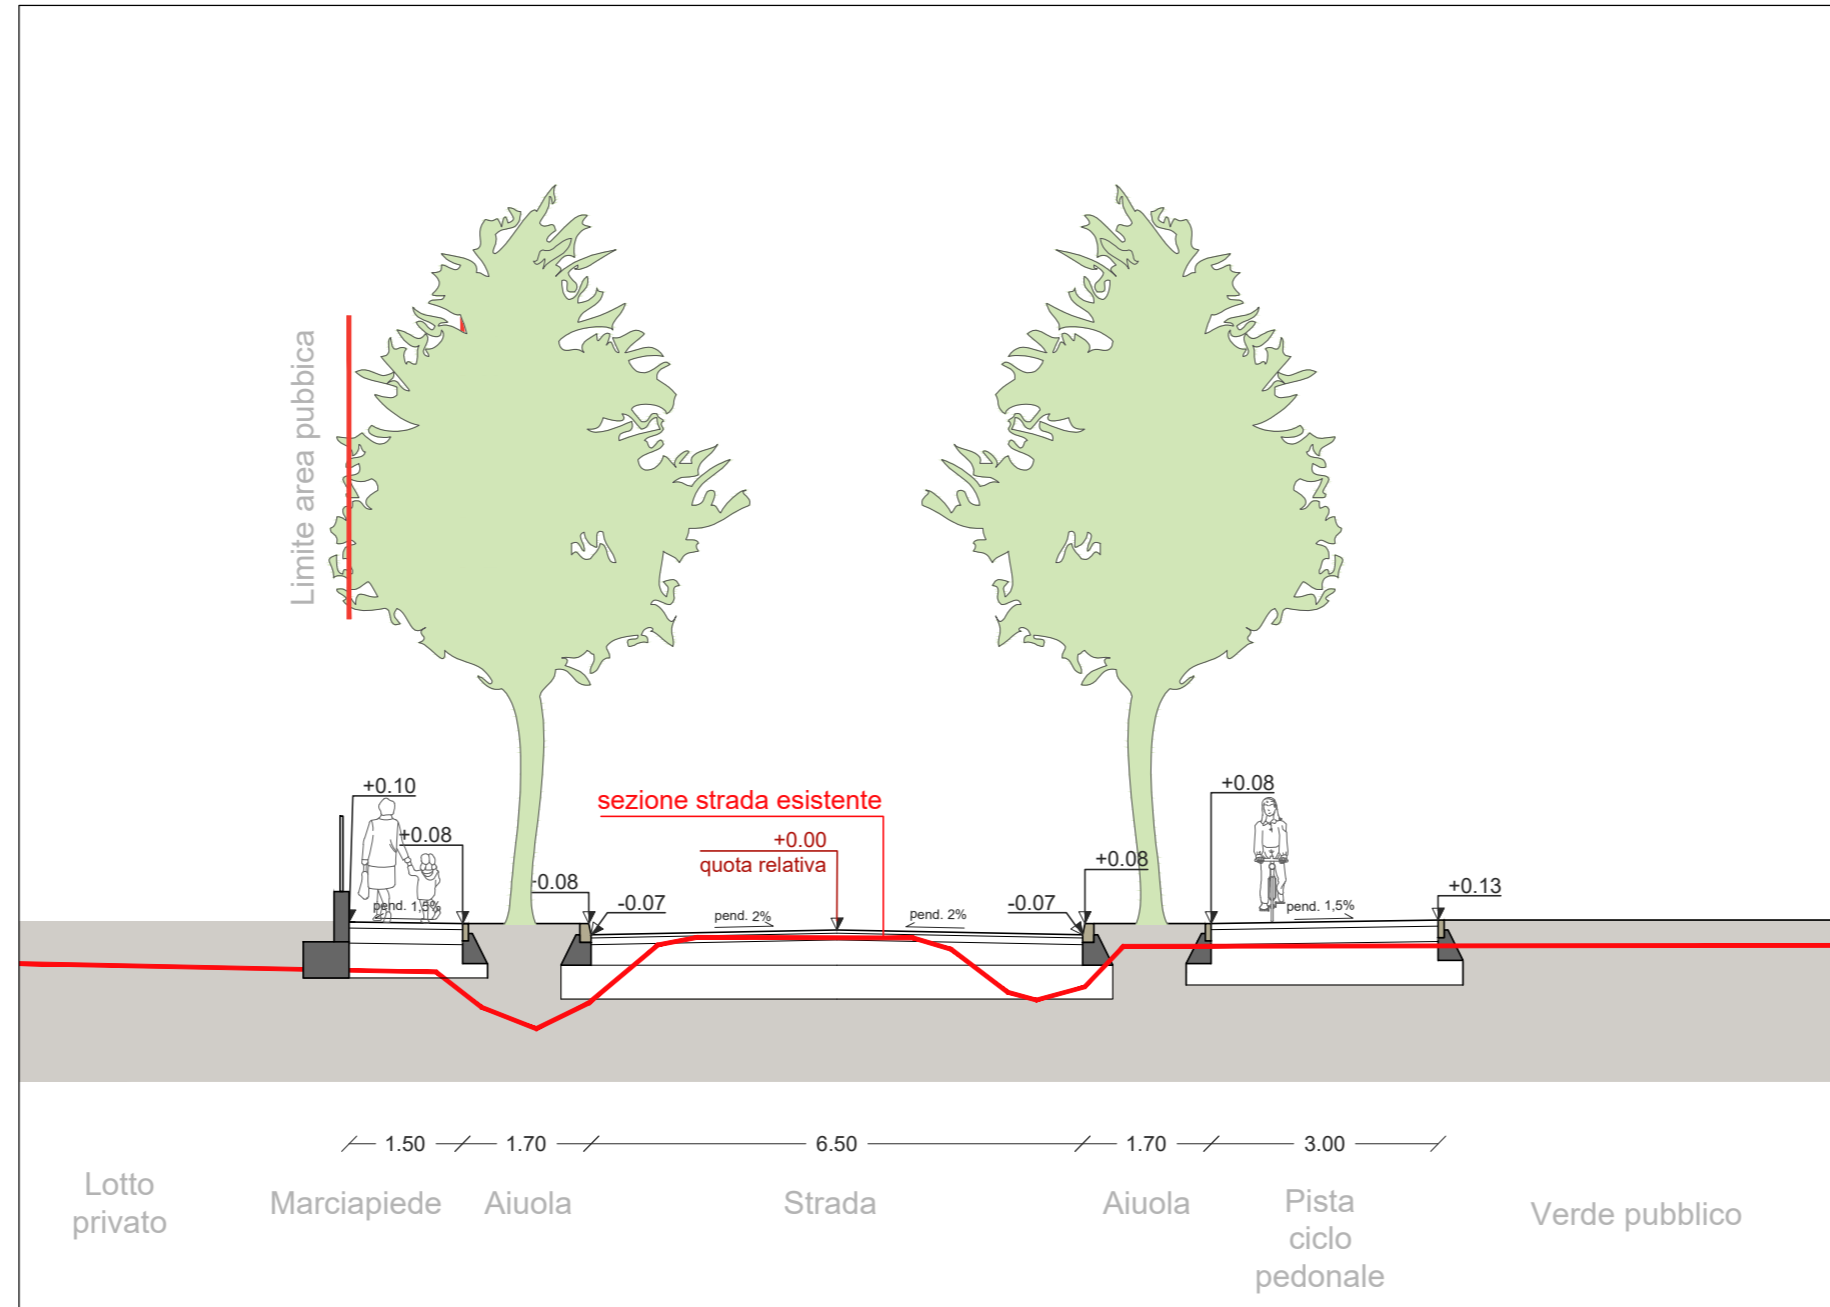 Limite area pubbica
+0.10
+0.08
pend. 1,5%
-0.08
-0.07
sezione strada esistente
+0.00
quota relativa
pend. 2%
pend. 2%
-0.07
+0.08
+0.08
pend. 1,5%
+0.13
1.50
1.70
6.50
1.70
3.00
Lotto
privato
Marciapiede
Aiuola
Strada
Aiuola
Pista
ciclo
pedonale
Verde pubblico